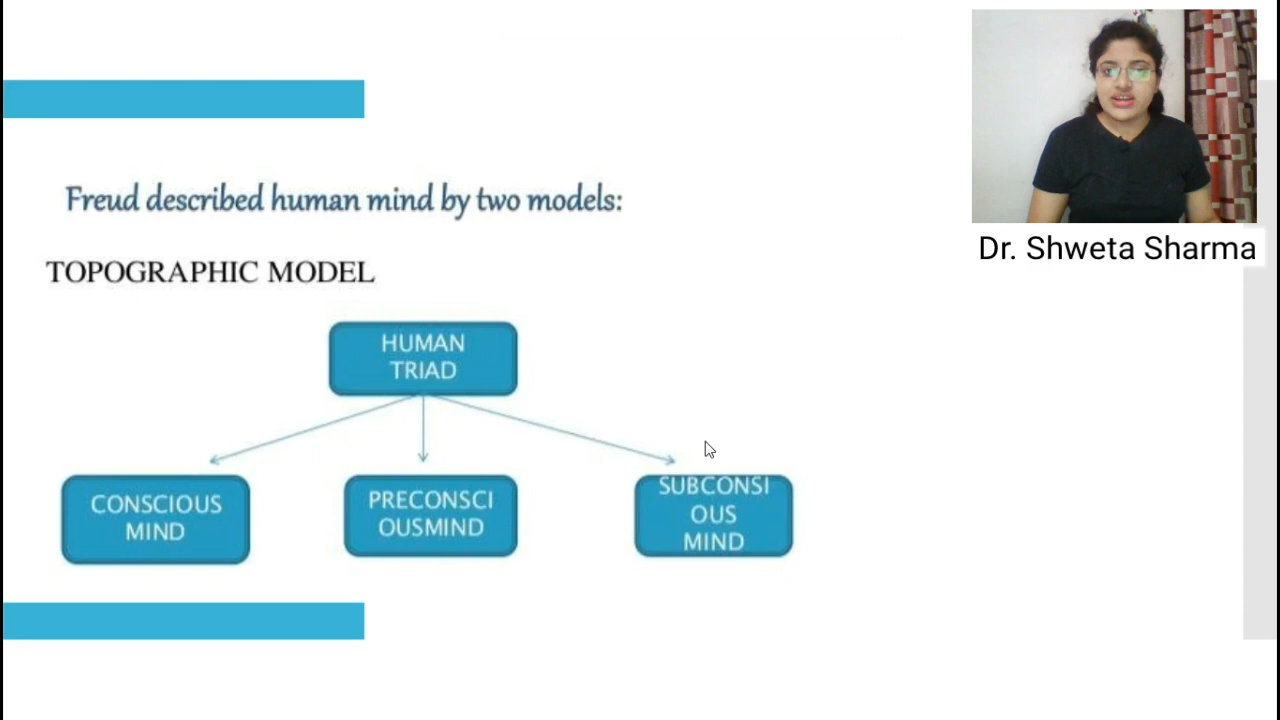 Dr. Shweta Sharma
Freud described human mind by two models:
TOPOGRAPHIC MODEL
HUMAN
TRIAD
CONSCIOUS
MIND
PRECONSCI
OUSMIND
SUBCONSI
OUS
MIND